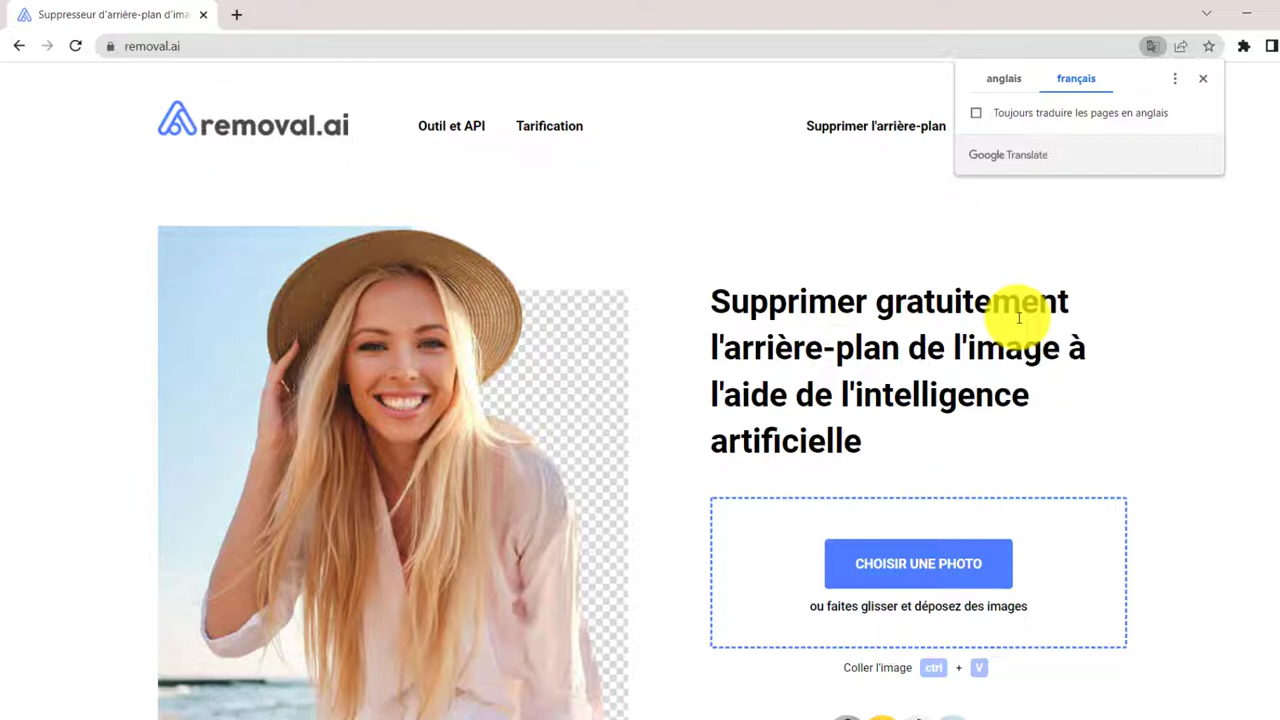 Suppresseur d'arrière-plan d'ima
removal.ai
anglais
français
Toujours traduire les pages en anglais
Google Translate
removal.ai
Outil et API
Tarification
Supprimer l'arrière-plan
Supprimer gratuitement
l'arrière-plan de l'image à
l'aide de l'intelligence
artificielle
CHOISIR UNE PHOTO
ou faites glisser et déposez des images
Coller l'image ctrl + V